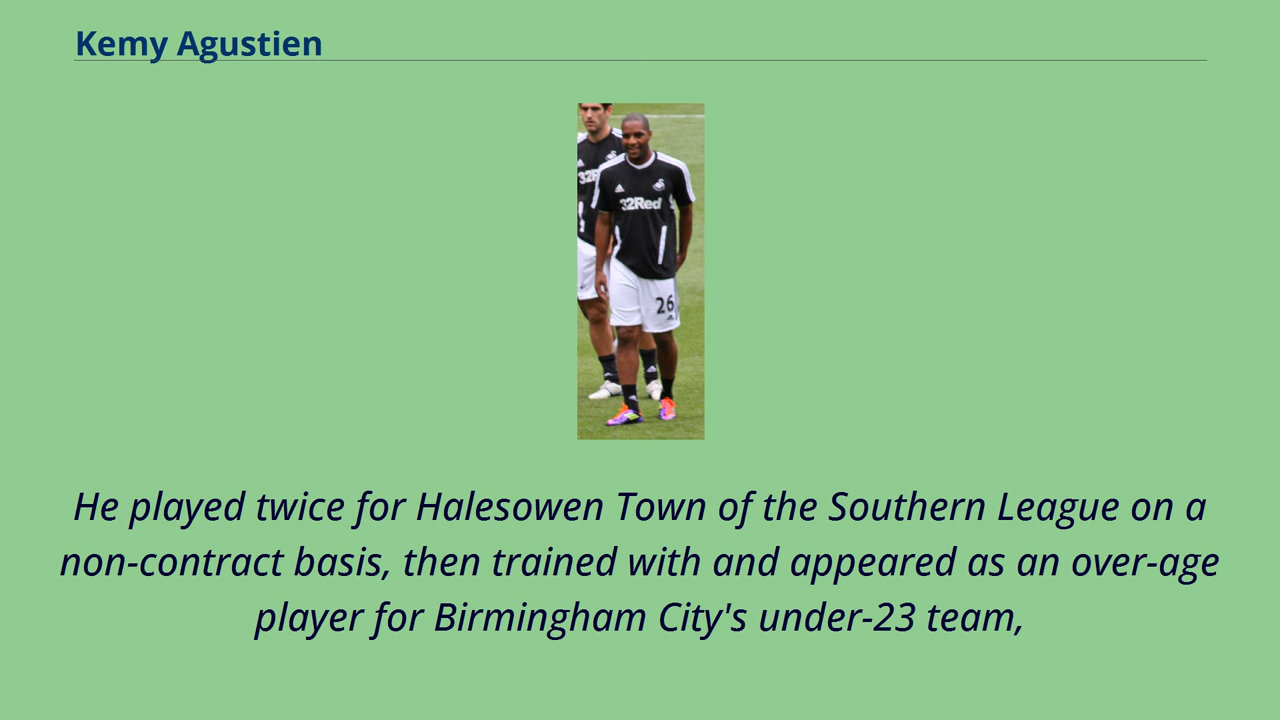 Kemy Agustien
32Red
26
He played twice for Halesowen Town of the Southern League on a
non-contract basis, then trained with and appeared as an over-age
player for Birmingham City's under-23 team,